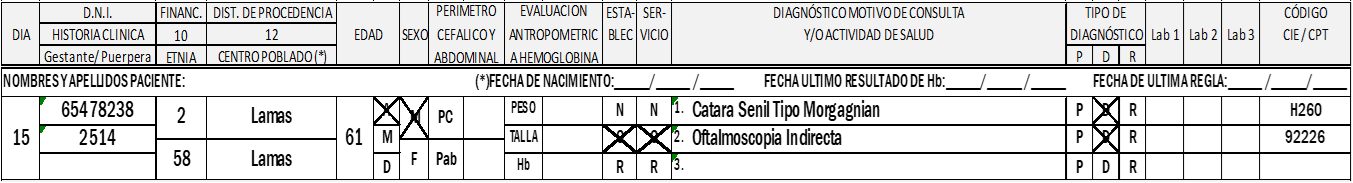 DIA D.N.I. FINANC. DIST. DE PROCEDENCIA EDAD SEXO PERIMETRO EVALUACION ESTA- SER- DIAGNÓSTICO MOTIVO DE CONSULTA TIPO DE Lab 1 Lab 2 Lab 3 CÓDIGO
HISTORIA CLINICA 10 12 CEFALICO Y ANTROPOMETRIC BLEC VICIO Y/O ACTIVIDAD DE SALUD DIAGNÓSTICO CIE / CPT
Gestante/ Puerpera ETNIA CENTRO POBLADO (*) ABDOMINAL A HEMOGLOBINA P D R
NOMBRES Y APELLIDOS PACIENTE: (*)FECHA DE NACIMIENTO:_____/____/____ FECHA ULTIMO RESULTADO DE Hb:_____/____/____ FECHA DE ULTIMA REGLA:_____/____/____
15 65478238 2 Lamas 61 A M PC PESO N N 1. Catara Senil Tipo Morgagnian P D R H260
2514 M TALLA C C 2. Oftalmoscopia Indirecta P D R 92226
58 Lamas D F Pab Hb R R 3. P D R